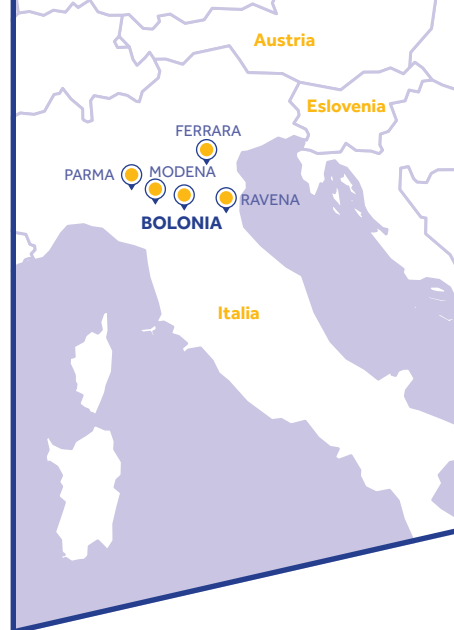 Austria
Eslovenia
FERRARA
PARMA
MODENA
RAVENA
BOLONIA
Italia